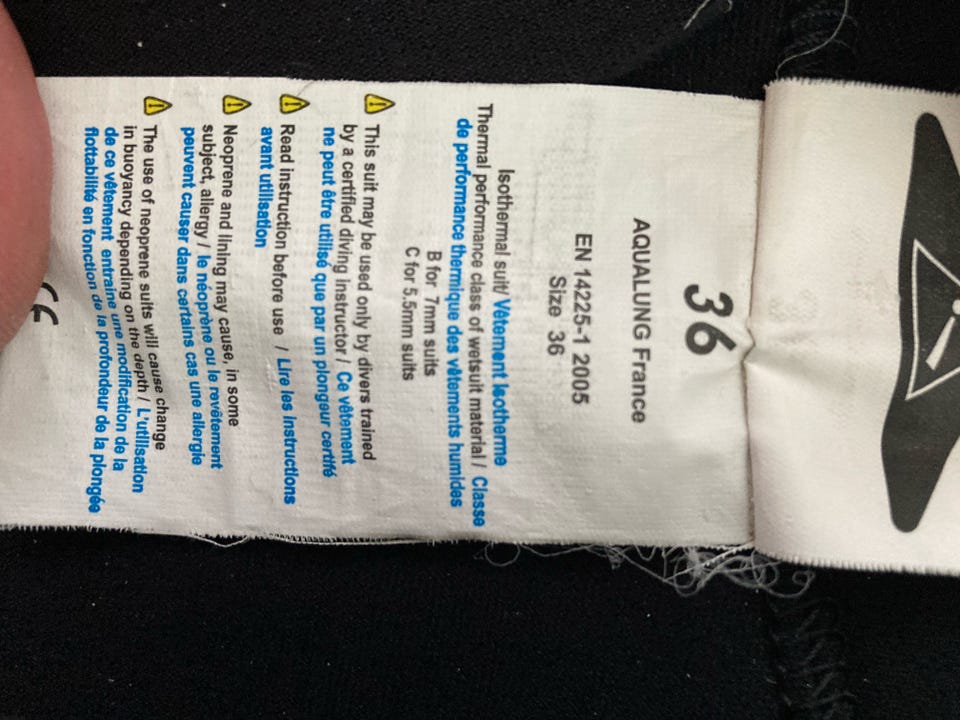 36
AQUALUNG France
EN 14225-1 2005
Size 36
Isothermal suit/ Vêtement Isotherme
Thermal performance class of wetsuit material / Classe
de performance thermique des vêtements humides
B for 7mm suits
C for 5.5mm suits
This suit may be used only by divers trained
by a certified diving instructor / Ce vêtement
ne peut être utilisé que par un plongeur certifé
Read instruction before use / Lire les instructions
avant utilisation
Neoprene and lining may cause, in some
subject, allergy / le néoprène ou le revêtement
peuvent causer dans certains cas une allergie
The use of neoprene suits will cause change
in buoyancy depending on the depth / L'utilisation
de ce vêtement entraine une modification de la
flottabilité en fonction de la profondeur de la plongée
CE